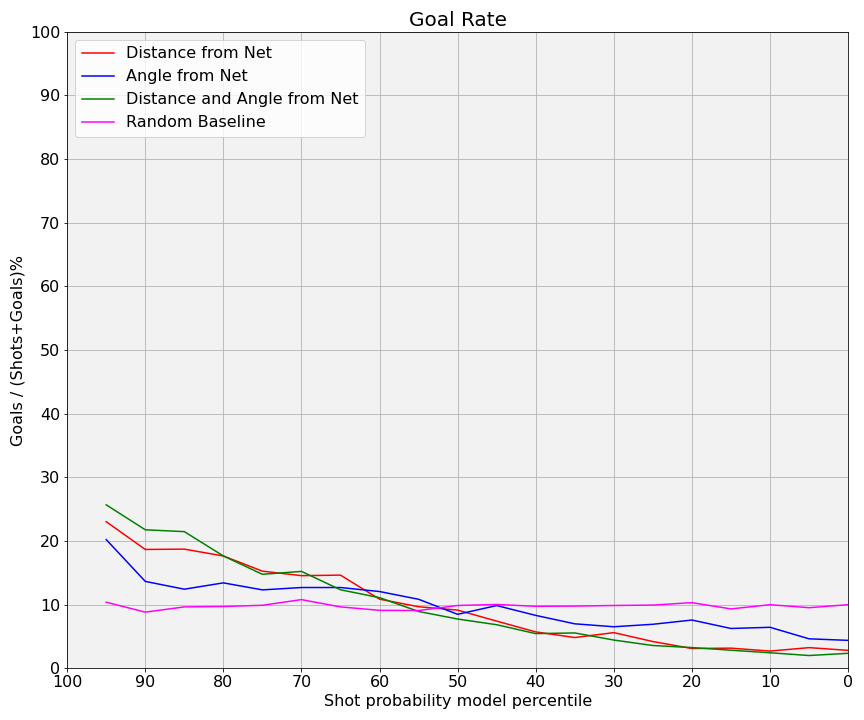 Goal Rate
Distance from Net
Angle from Net
Distance and Angle from Net
Random Baseline
100
90
80
70
60
50
40
30
20
10
0
Goals / (Shots+Goals)%
100 90 80 70 60 50 40 30 20 10 0
Shot probability model percentile